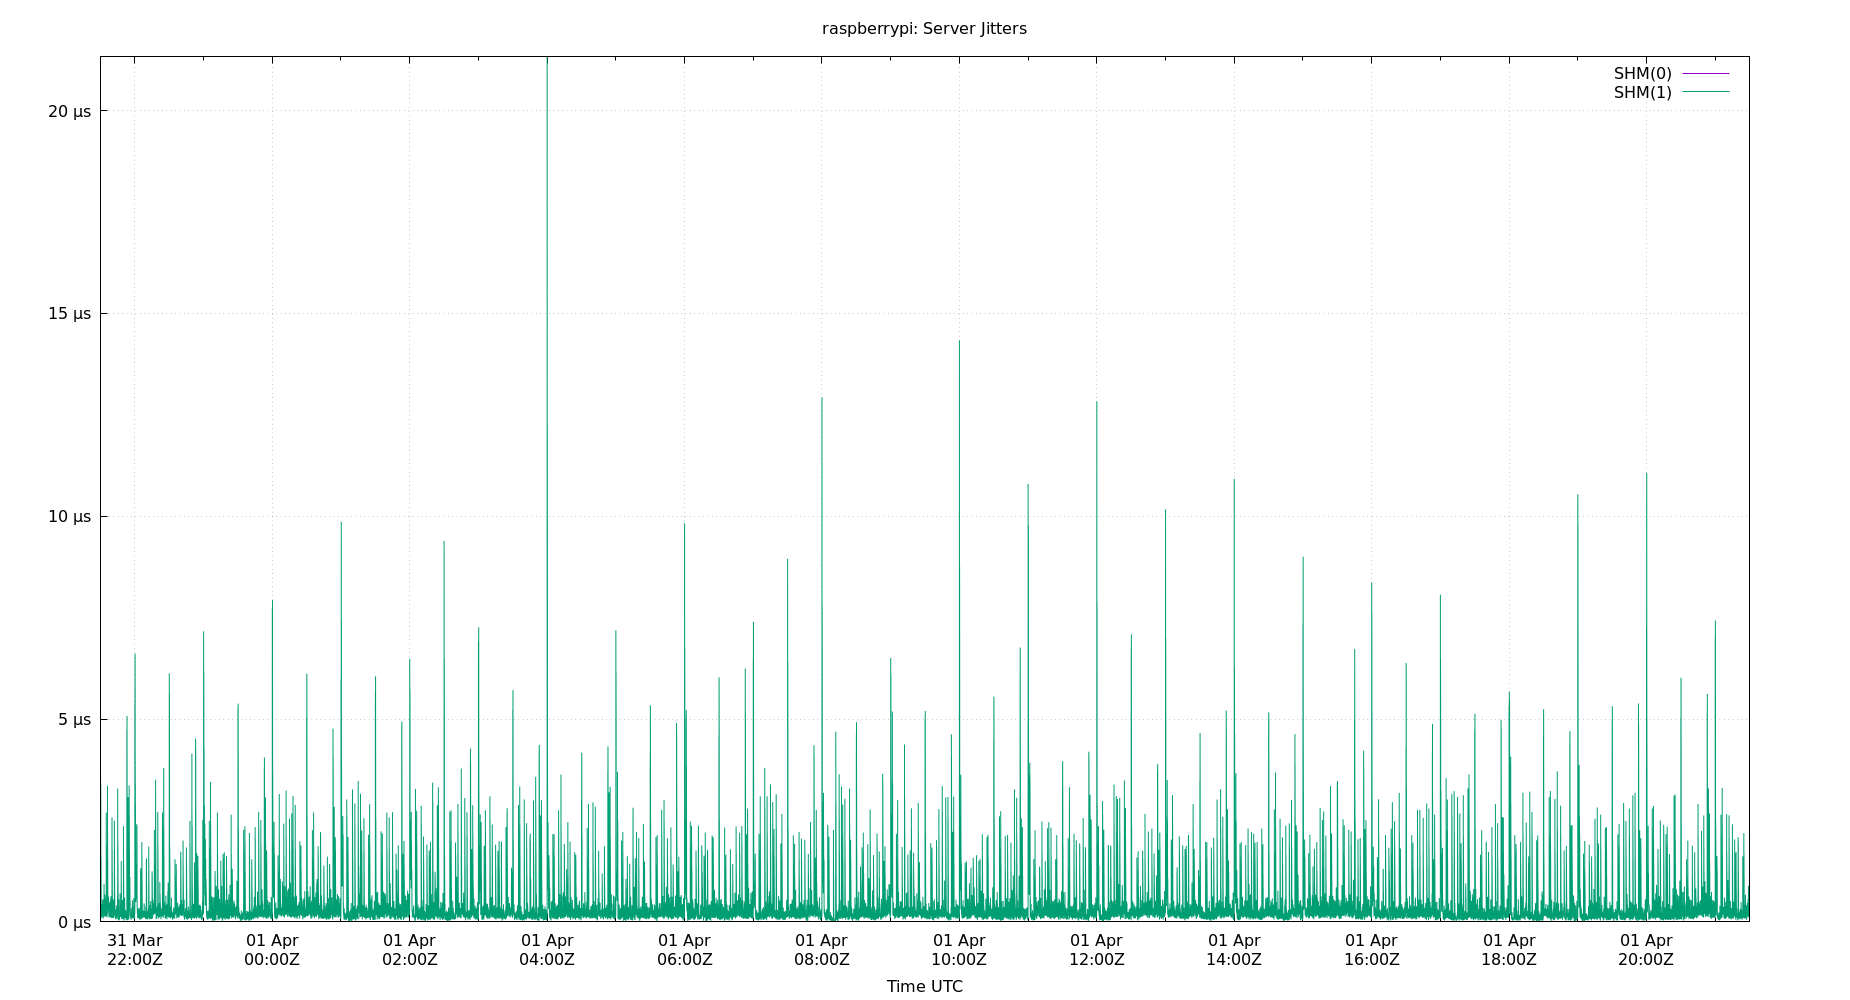 raspberrypi: Server Jitters
SHM(0)
SHM(1)
20 µs
15 µs
10 µs
5 µs
0 µs
31 Mar 01 Apr 01 Apr 01 Apr 01 Apr 01 Apr 01 Apr 01 Apr 01 Apr 01 Apr 01 Apr 01 Apr
22:00Z 00:00Z 02:00Z 04:00Z 06:00Z 08:00Z 10:00Z 12:00Z 14:00Z 16:00Z 18:00Z 20:00Z
Time UTC